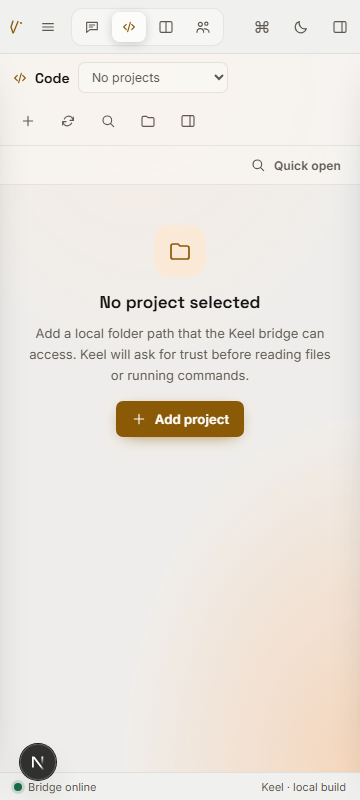 Code
No projects
Quick open
No project selected
Add a local folder path that the Keel bridge can
access. Keel will ask for trust before reading files
or running commands.
Add project
N
Bridge online
Keel · local build